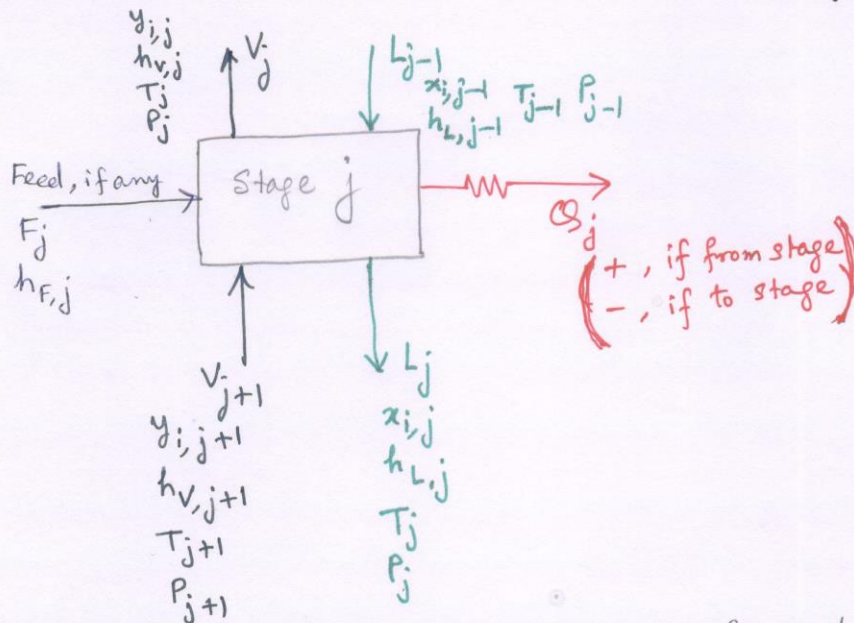 y_{i,j}
h_{V,j}
T_j
P_j
V_j
L_{j-1}
x_{i,j-1} T_{j-1} P_{j-1}
h_{L,j-1}
Feed, if any
F_j
h_{F,j}
Stage j
Q_j
(+, if from stage
-, if to stage)
V_{j+1}
y_{i,j+1}
h_{V,j+1}
T_{j+1}
P_{j+1}
L_j
x_{i,j}
h_{L,j}
T_j
P_j